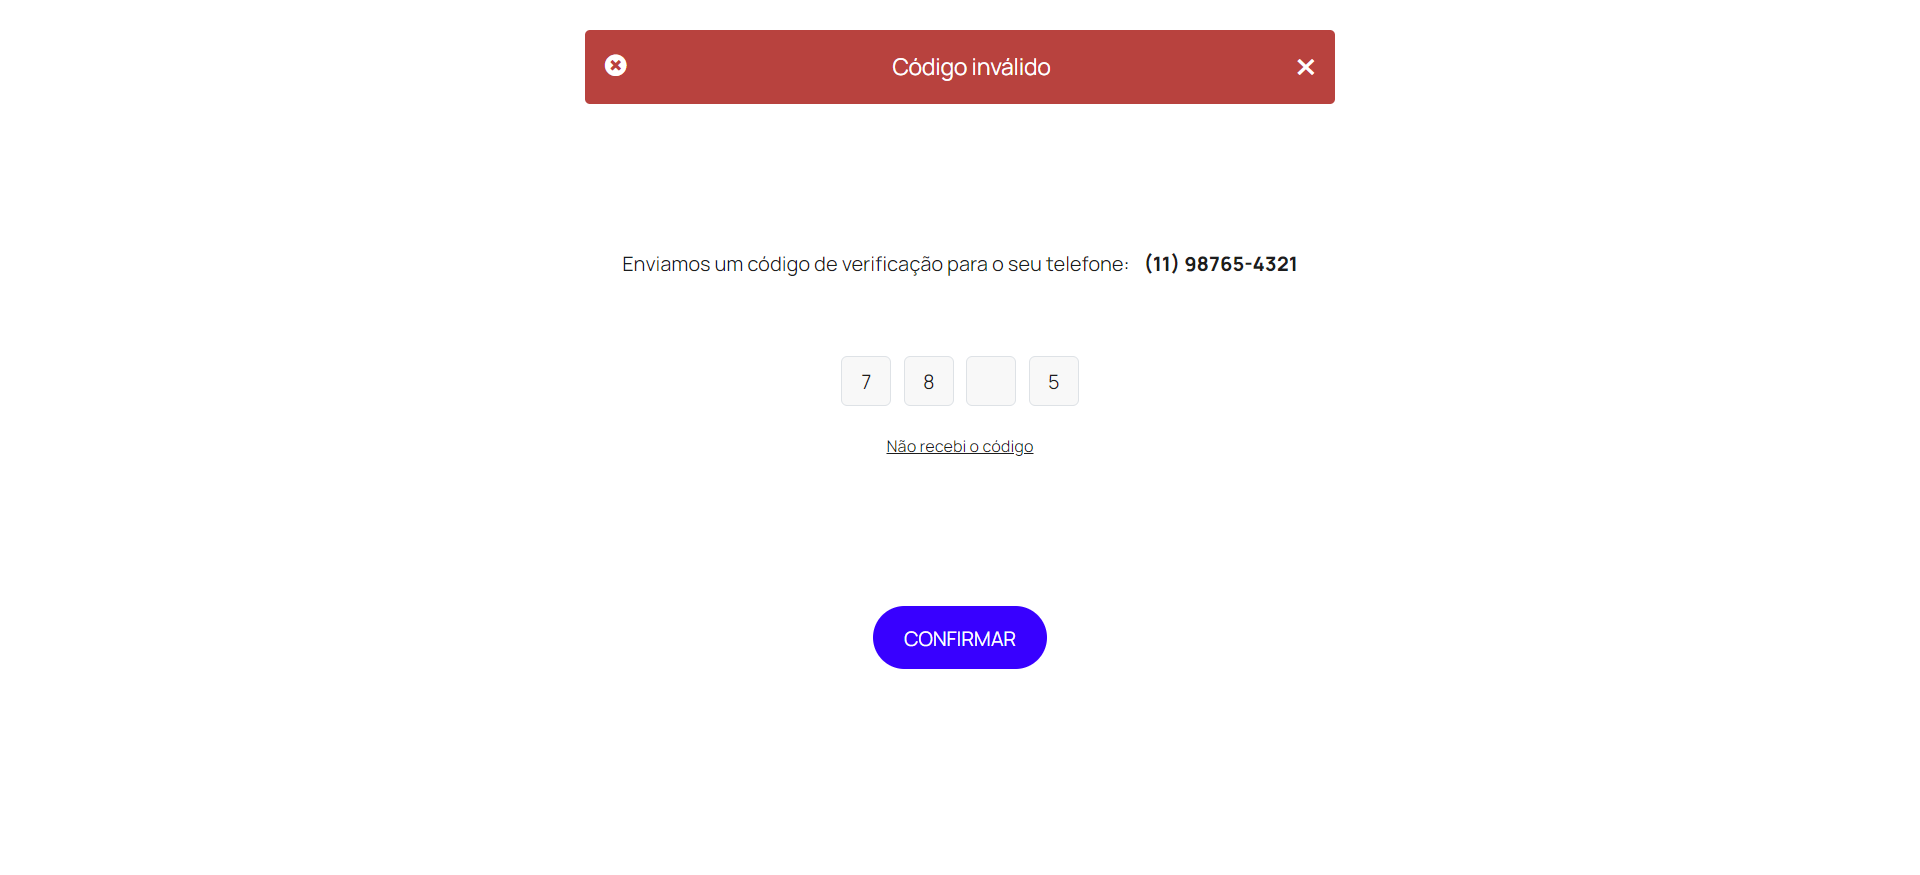 Código inválido
Enviamos um código de verificação para o seu telefone: (11) 98765-4321
7 8 5
Não recebi o código
CONFIRMAR